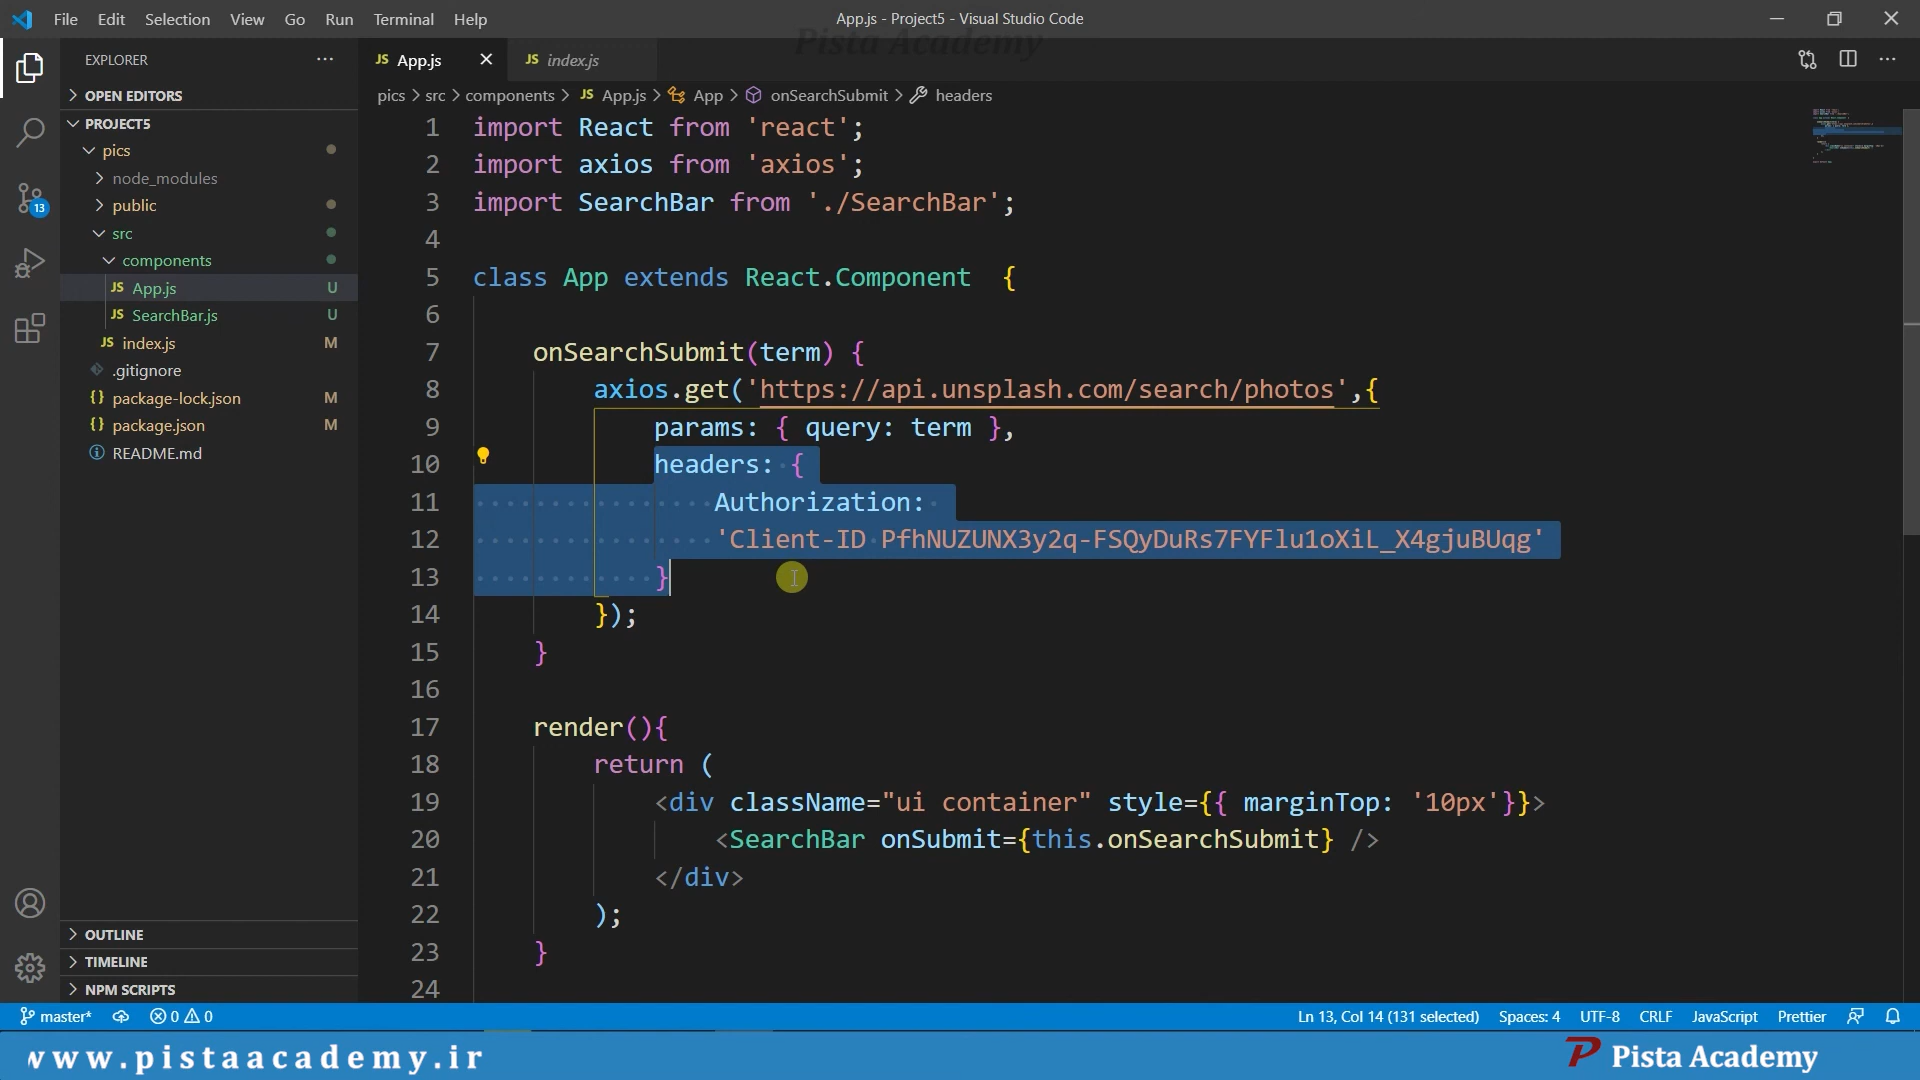 File Edit Selection View Go Run Terminal Help
App.js - Project5 - Visual Studio Code
Pista Academy
EXPLORER
OPEN EDITORS
PROJECT5
pics
node_modules
public
src
components
JS App.js U
JS SearchBar.js U
JS index.js M
.gitignore
{} package-lock.json M
{} package.json M
README.md
OUTLINE
TIMELINE
NPM SCRIPTS
13
JS App.js
JS index.js
pics > src > components > JS App.js > App > onSearchSubmit > headers
1 import React from 'react';
2 import axios from 'axios';
3 import SearchBar from './SearchBar';
4
5 class App extends React.Component {
6
7 onSearchSubmit(term) {
8 axios.get('https://api.unsplash.com/search/photos',{
9 params: { query: term },
10 headers: {
11 Authorization:
12 'Client-ID PfhNUZUNX3y2q-FSQyDuRs7FYFlu1oXiL_X4gjuBUqg'
13 }
14 });
15 }
16
17 render(){
18 return (
19 <div className="ui container" style={{ marginTop: '10px'}}>
20 <SearchBar onSubmit={this.onSearchSubmit} />
21 </div>
22 );
23 }
24
master* 0 0
Ln 13, Col 14 (131 selected) Spaces: 4 UTF-8 CRLF JavaScript Prettier
www.pistaacademy.ir
P Pista Academy